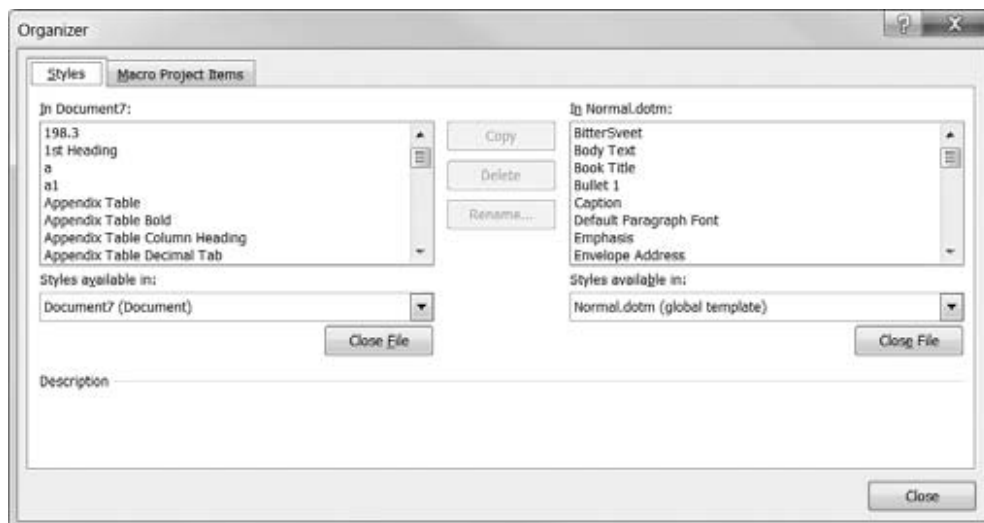 Organizer
Styles
Macro Project Items
In Document7:
198.3
1st Heading
a
a1
Appendix Table
Appendix Table Bold
Appendix Table Column Heading
Appendix Table Decimal Tab
Copy
Delete
Rename...
In Normal.dotm:
BitterSveet
Body Text
Book Title
Bullet 1
Caption
Default Paragraph Font
Emphasis
Envelope Address
Styles available in:
Document7 (Document)
Close File
Styles available in:
Normal.dotm (global template)
Close File
Description
Close